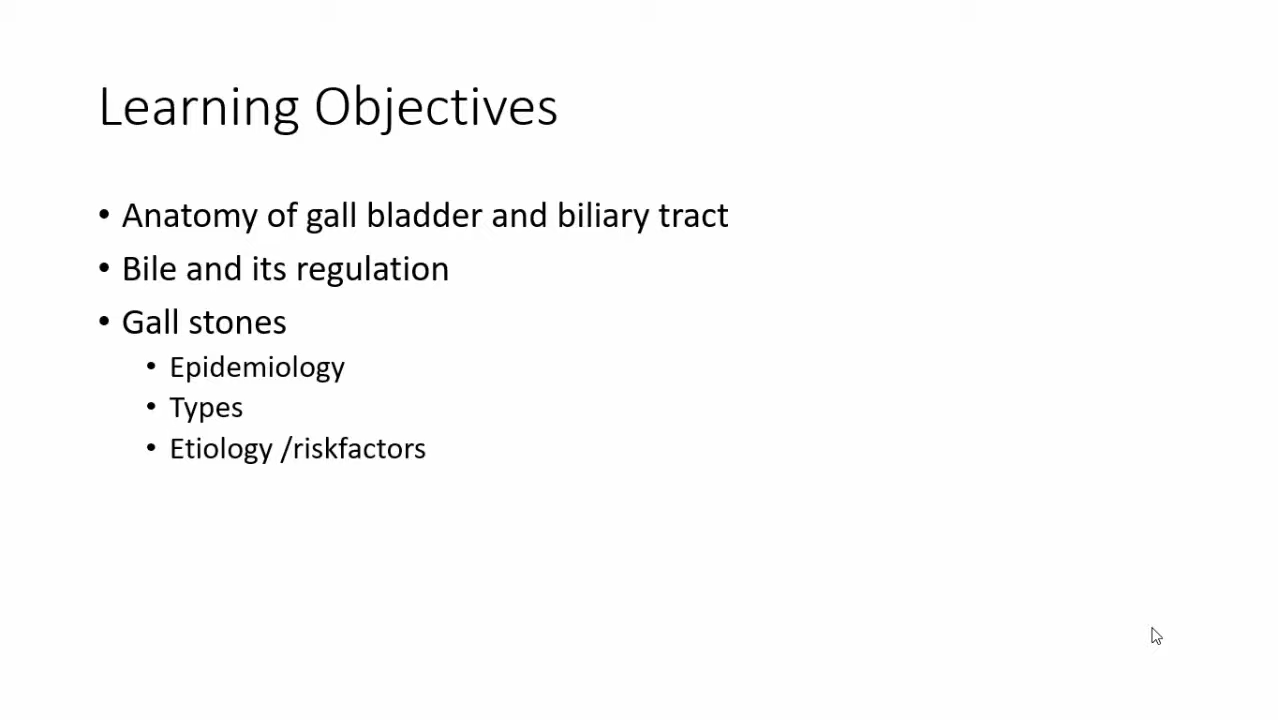 Learning Objectives
• Anatomy of gall bladder and biliary tract
• Bile and its regulation
• Gall stones
• Epidemiology
• Types
• Etiology /riskfactors